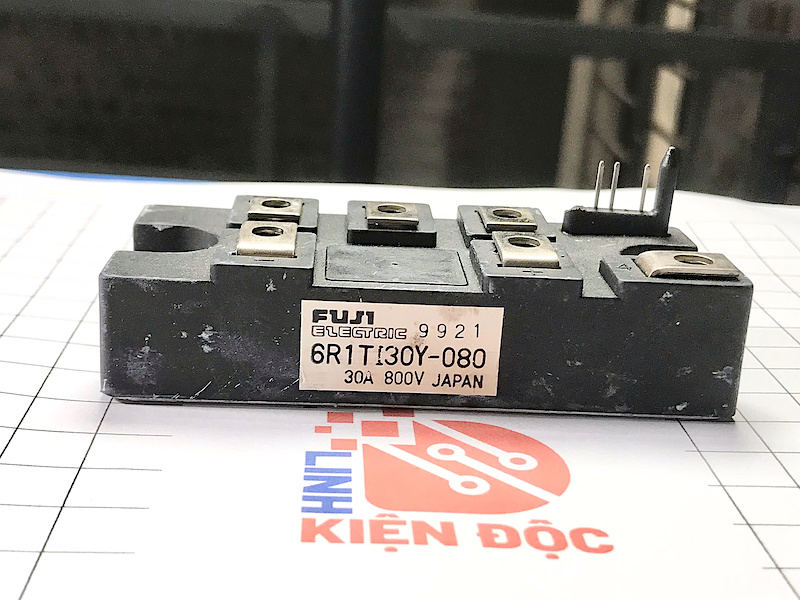 FUJI
ELECTRIC 9921
6R1TI30Y-080
30A 800V JAPAN
LINH
KIỆN ĐỘC